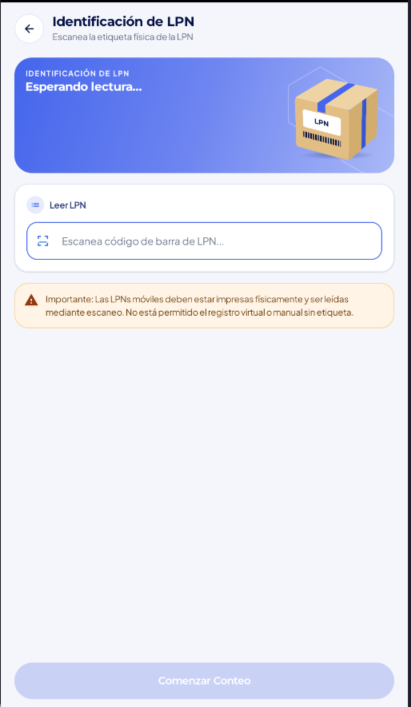 Identificación de LPN
Escanea la etiqueta física de la LPN
IDENTIFICACIÓN DE LPN
Esperando lectura...
LPN
Leer LPN
Escanea código de barra de LPN...
Importante: Las LPNs móviles deben estar impresas físicamente y ser leídas
mediante escaneo. No está permitido el registro virtual o manual sin etiqueta.
Comenzar Conteo